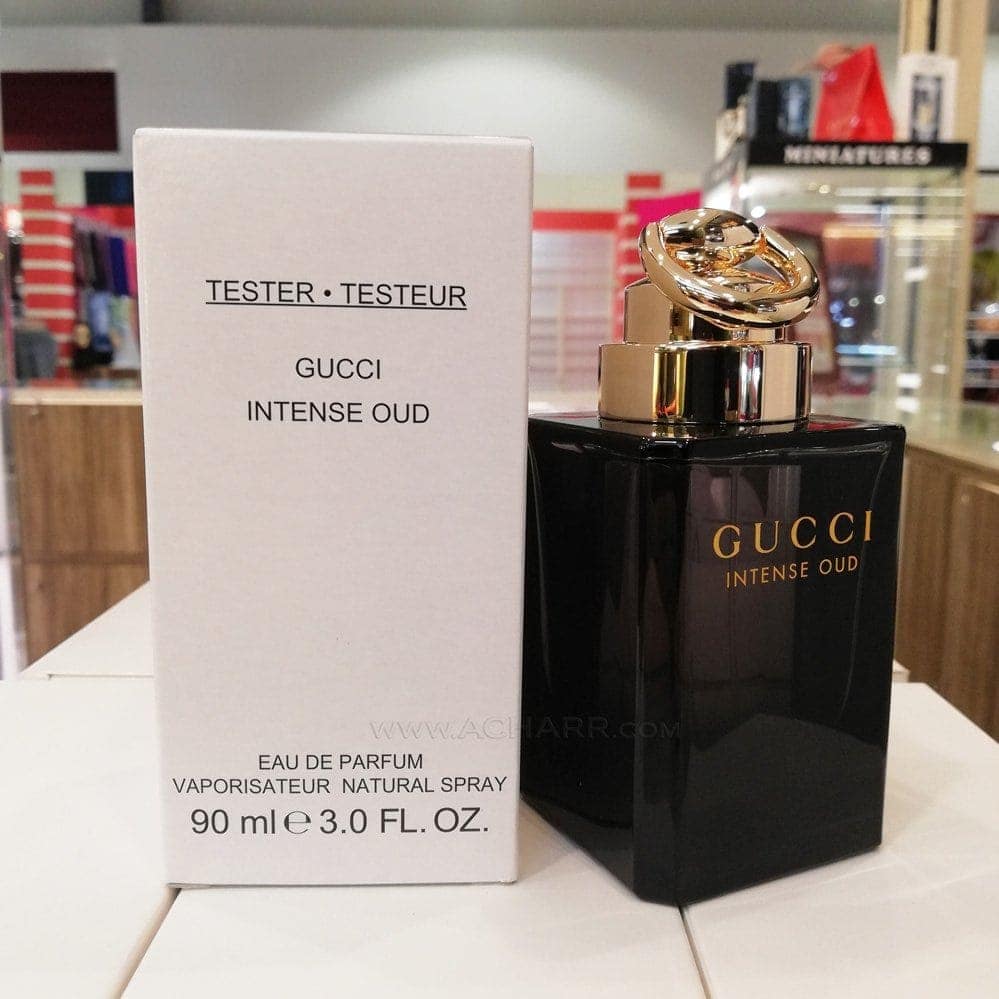 MINIATURES
TESTER • TESTEUR
GUCCI
INTENSE OUD
GUCCI
INTENSE OUD
www.ACHARR.com
EAU DE PARFUM
VAPORISATEUR NATURAL SPRAY
90 ml ℮ 3.0 FL. OZ.